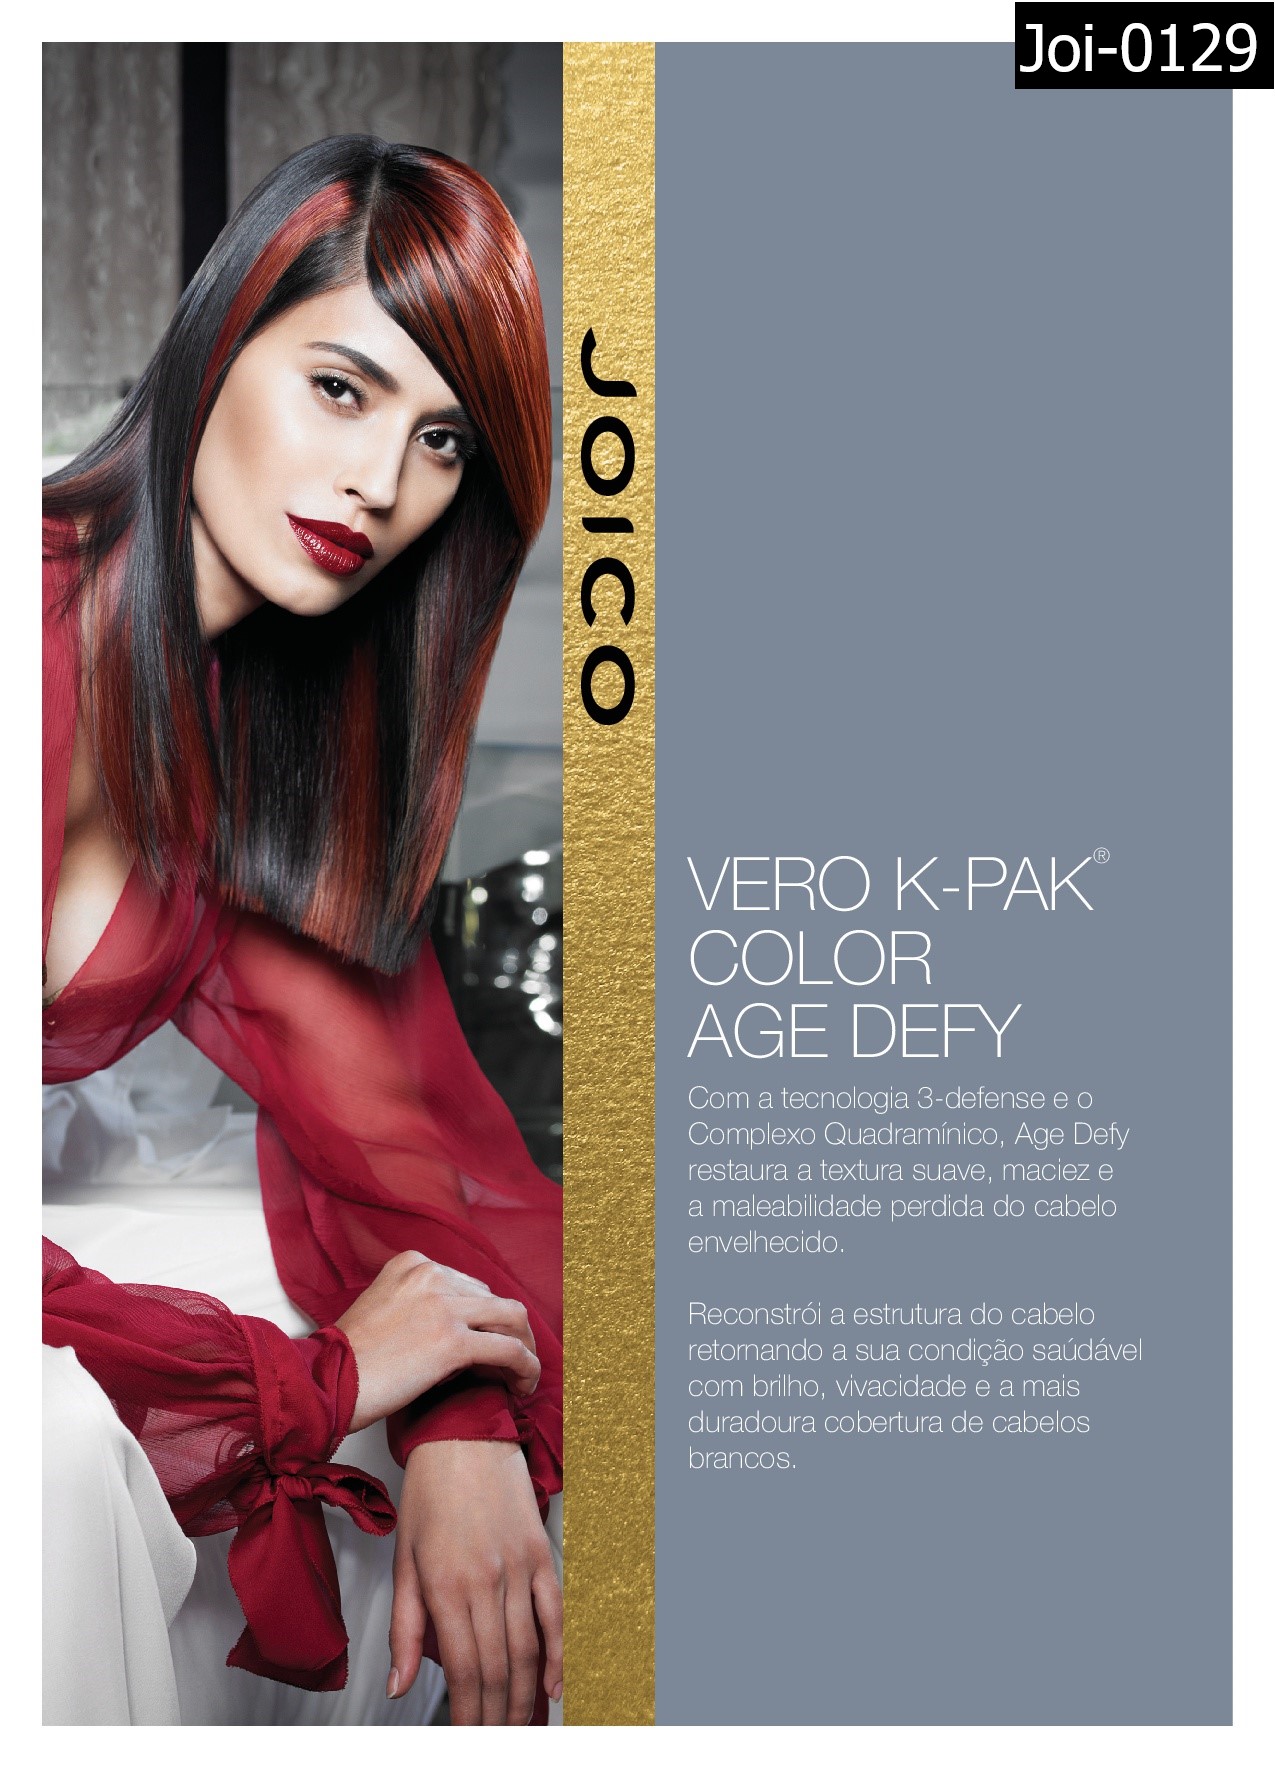 Joi-0129
JOICO
VERO K-PAK®
COLOR
AGE DEFY
Com a tecnologia 3-defense e o
Complexo Quadramínico, Age Defy
restaura a textura suave, maciez e
a maleabilidade perdida do cabelo
envelhecido.
Reconstrói a estrutura do cabelo
retornando a sua condição saúdável
com brilho, vivacidade e a mais
duradoura cobertura de cabelos
brancos.